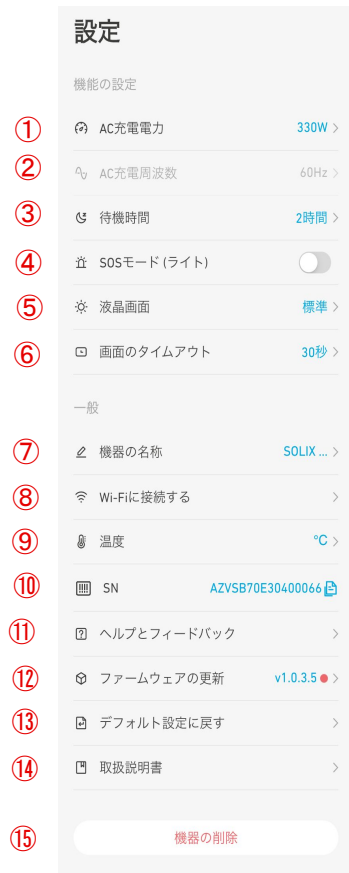 設定
機能の設定
① AC充電電力 330W >
② AC充電周波数 60Hz >
③ 待機時間 2時間 >
④ SOSモード (ライト)
⑤ 液晶画面 標準 >
⑥ 画面のタイムアウト 30秒 >
一般
⑦ 機器の名称 SOLIX ... >
⑧ Wi-Fiに接続する >
⑨ 温度 °C >
⑩ SN AZVSB70E30400066
⑪ ヘルプとフィードバック >
⑫ ファームウェアの更新 v1.0.3.5 >
⑬ デフォルト設定に戻す >
⑭ 取扱説明書 >
⑮ 機器の削除